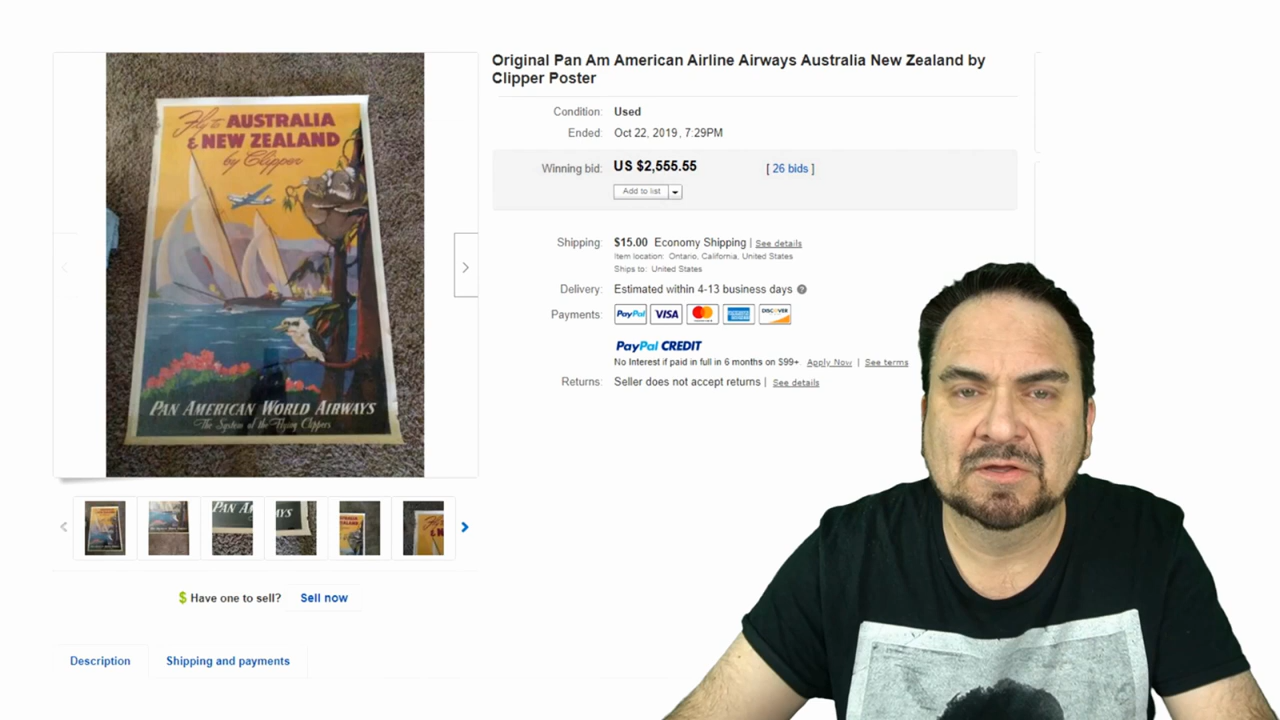 Original Pan Am American Airline Airways Australia New Zealand by
Clipper Poster
Condition: Used
Ended: Oct 22, 2019, 7:29PM
Winning bid: US $2,555.55 [ 26 bids ]
Add to list
Shipping: $15.00 Economy Shipping | See details
Item location: Ontario, California, United States
Ships to: United States
Delivery: Estimated within 4-13 business days
Payments: PayPal VISA MasterCard AMERICAN EXPRESS DISCOVER
PayPal CREDIT
No Interest if paid in full in 6 months on $99+. Apply Now | See terms
Returns: Seller does not accept returns | See details
Fly to AUSTRALIA
& NEW ZEALAND
by Clipper
PAN AMERICAN WORLD AIRWAYS
The System of the Flying Clippers
PAN A
AYS
$ Have one to sell? Sell now
Description Shipping and payments